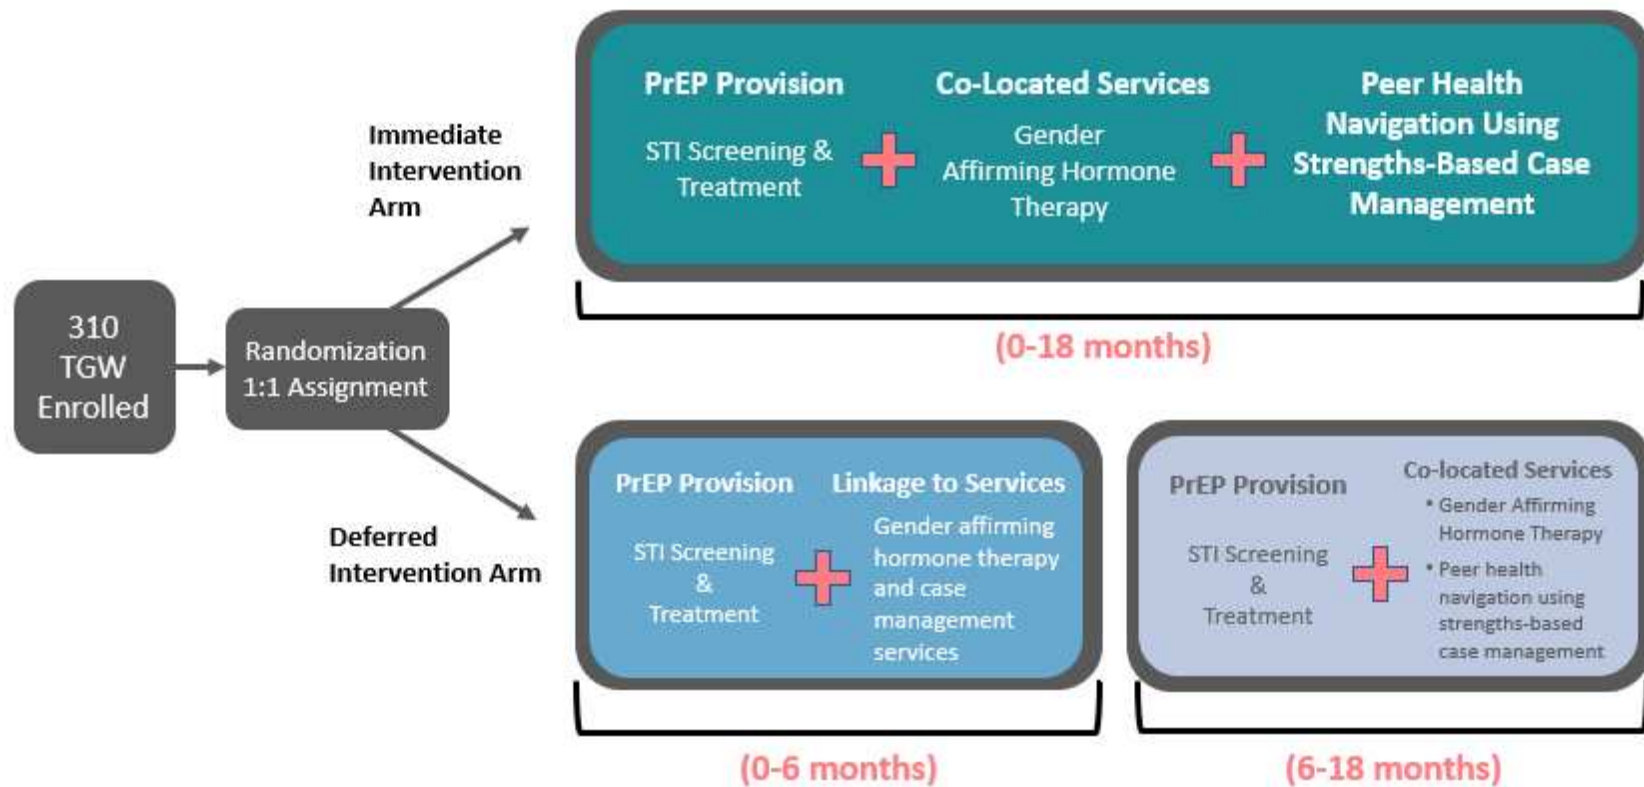 310
TGW
Enrolled
Randomization
1:1 Assignment
Immediate
Intervention
Arm
PrEP Provision
STI Screening &
Treatment
Co-Located Services
Gender
Affirming Hormone
Therapy
Peer Health
Navigation Using
Strengths-Based Case
Management
(0-18 months)
Deferred
Intervention Arm
PrEP Provision
STI Screening
&
Treatment
Linkage to Services
Gender affirming
hormone therapy
and case
management
services
(0-6 months)
PrEP Provision
STI Screening
&
Treatment
Co-located Services
• Gender Affirming
Hormone Therapy
• Peer health
navigation using
strengths-based
case management
(6-18 months)